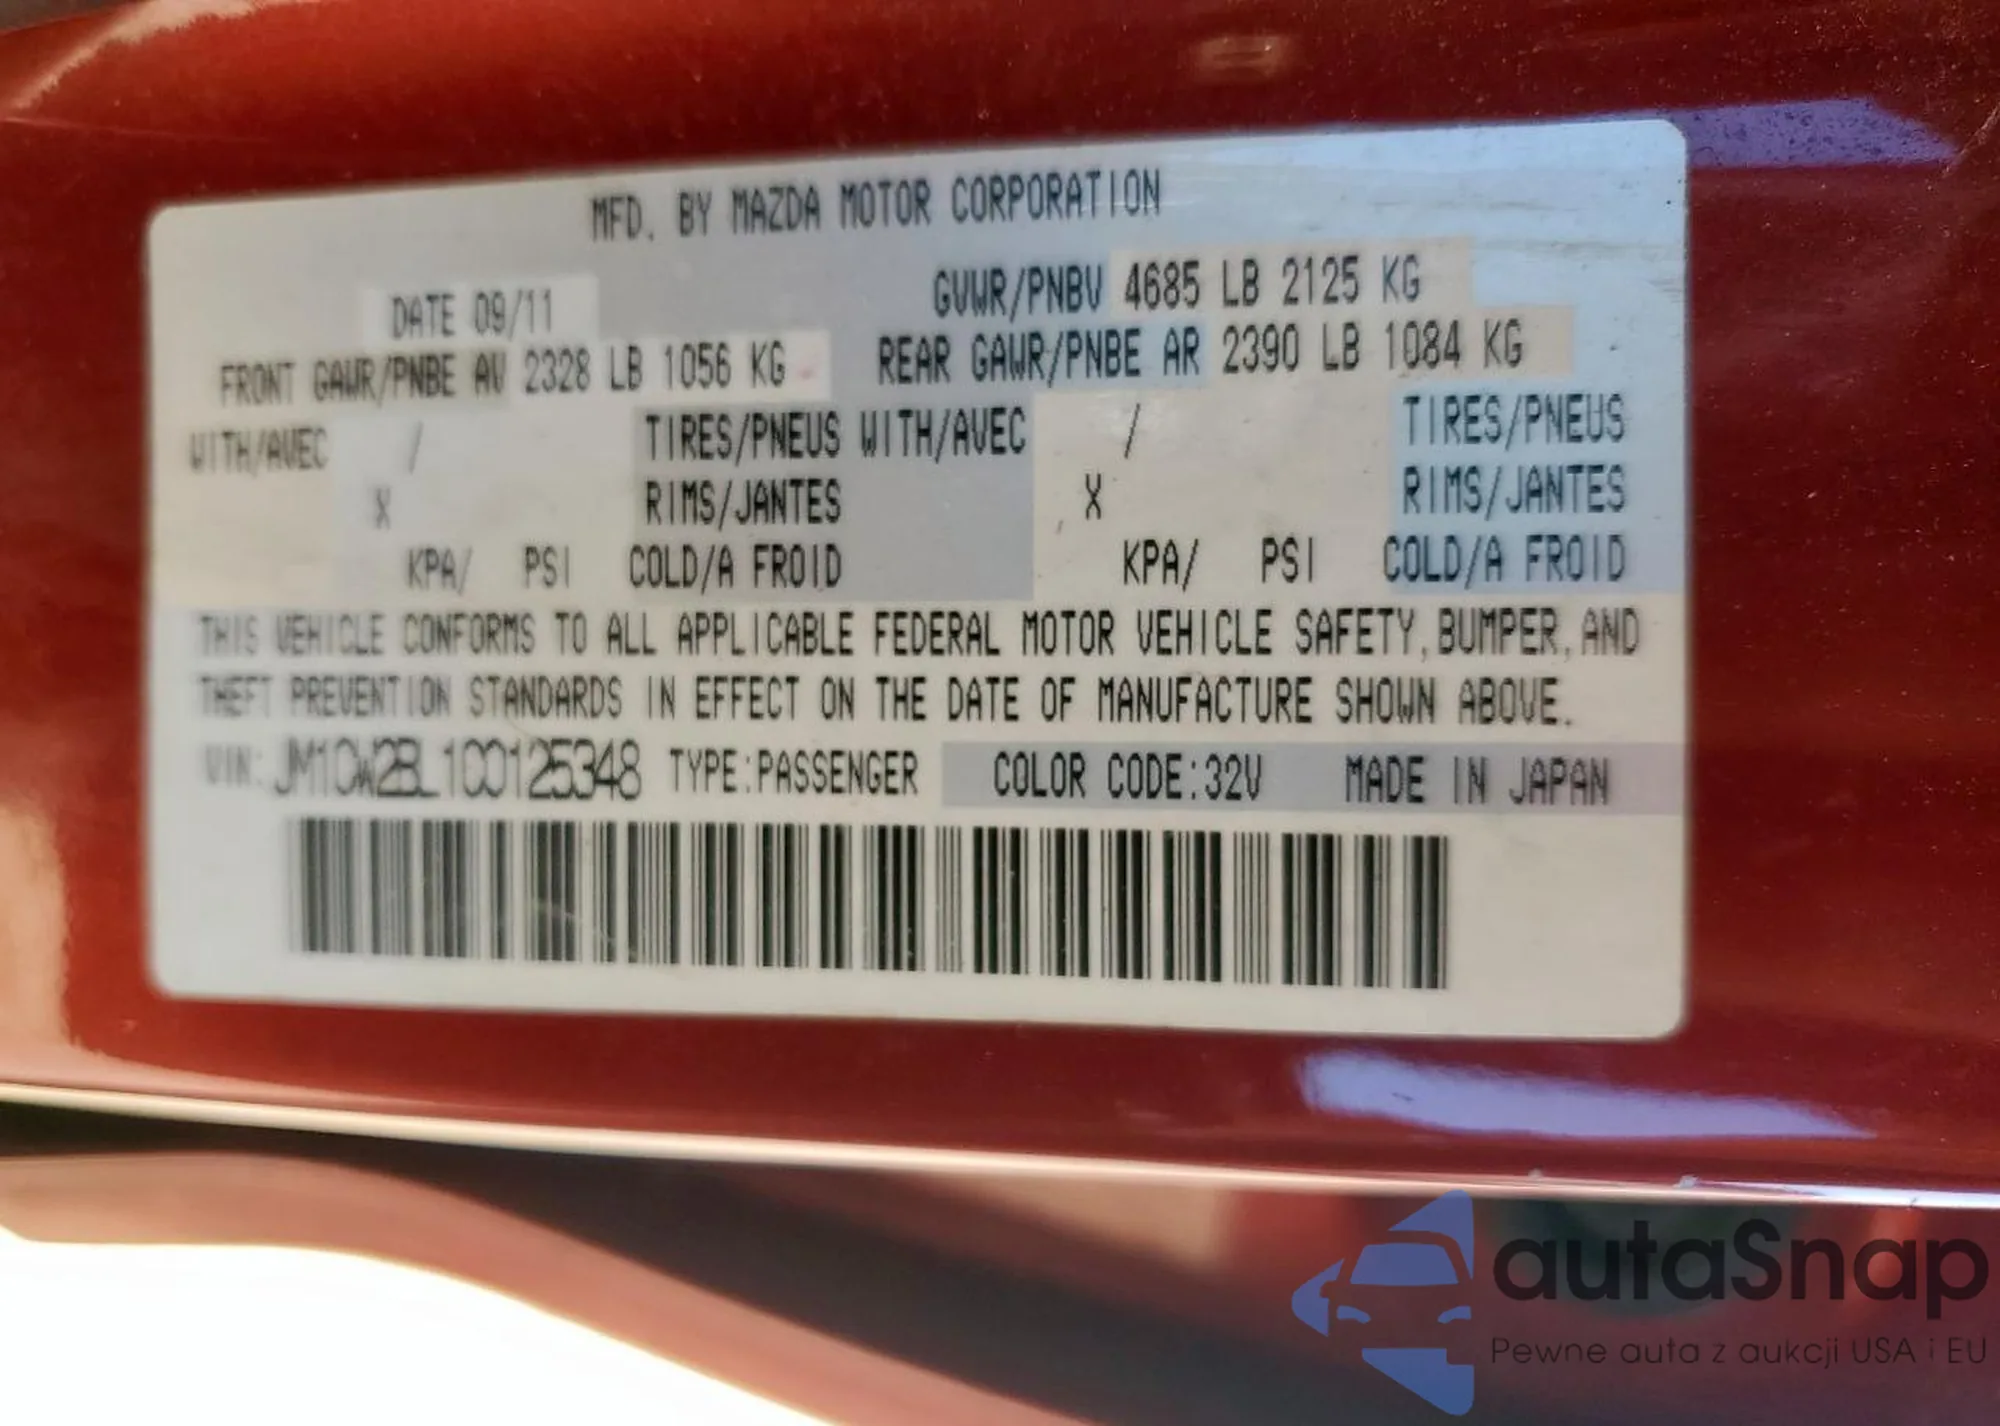 MFD. BY MAZDA MOTOR CORPORATION
DATE 09/11 GVWR/PNBV 4685 LB 2125 KG
FRONT GAWR/PNBE AV 2328 LB 1056 KG REAR GAWR/PNBE AR 2390 LB 1084 KG
WITH/AVEC / TIRES/PNEUS WITH/AVEC / TIRES/PNEUS
X RIMS/JANTES X RIMS/JANTES
KPA/ PSI COLD/A FROID KPA/ PSI COLD/A FROID
THIS VEHICLE CONFORMS TO ALL APPLICABLE FEDERAL MOTOR VEHICLE SAFETY, BUMPER, AND
THEFT PREVENTION STANDARDS IN EFFECT ON THE DATE OF MANUFACTURE SHOWN ABOVE.
VIN: JM1CW2BL1C0125348 TYPE:PASSENGER COLOR CODE:32V MADE IN JAPAN
autaSnap
Pewne auta z aukcji USA i EU